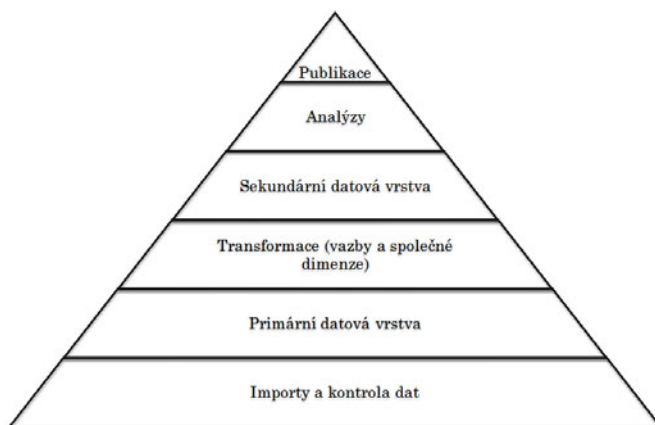 Publikace
Analýzy
Sekundární datová vrstva
Transformace (vazby a společné
dimenze)
Primární datová vrstva
Importy a kontrola dat